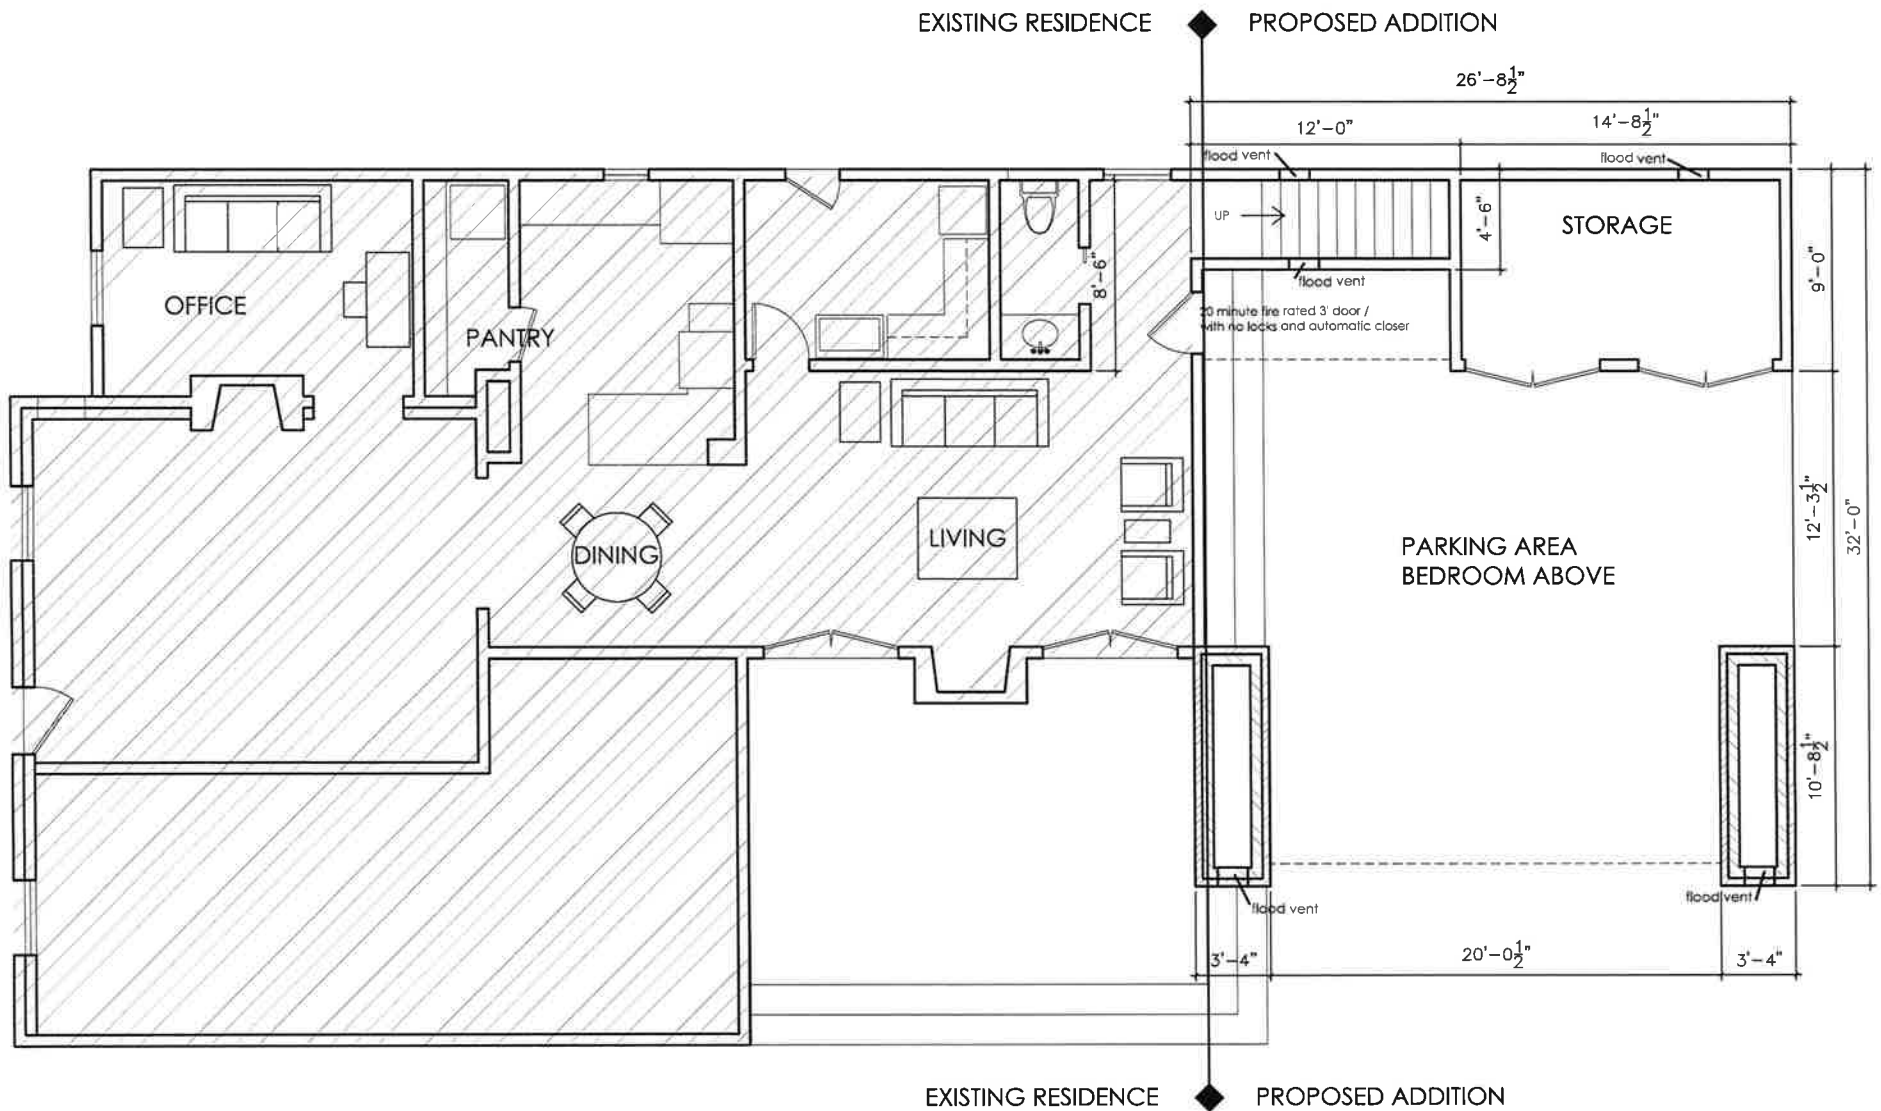 EXISTING RESIDENCE
PROPOSED ADDITION
26'-8½"
12'-0"
14'-8½"
flood vent
flood vent
UP
4'-6"
STORAGE
9'-0"
8'-6"
flood vent
OFFICE
PANTRY
20 minute fire rated 3' door /
with no locks and automatic closer
DINING
LIVING
PARKING AREA
BEDROOM ABOVE
12'-3½"
32'-0"
10'-8½"
flood vent
flood vent
3'-4"
20'-0½"
3'-4"
EXISTING RESIDENCE
PROPOSED ADDITION